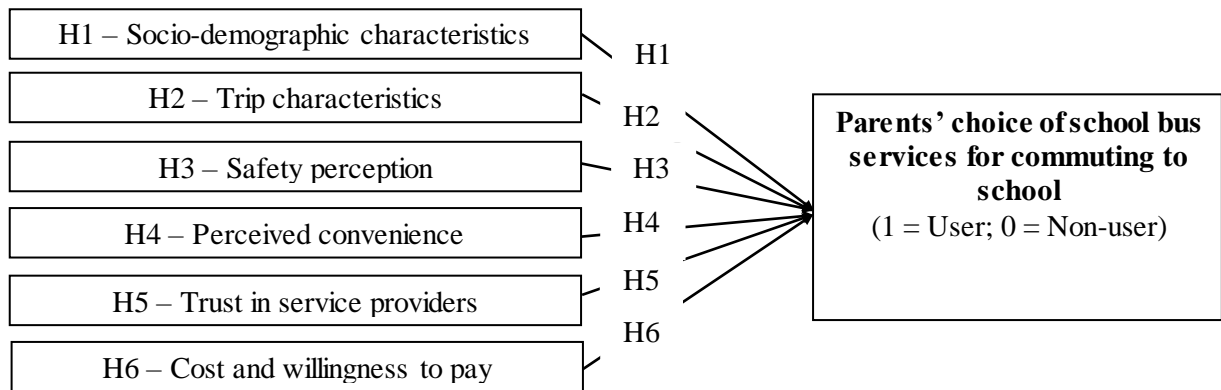 H1 – Socio-demographic characteristics
H1
H2 – Trip characteristics
H2
H3 – Safety perception
H3
H4 – Perceived convenience
H4
H5 – Trust in service providers
H5
H6 – Cost and willingness to pay
H6
Parents’ choice of school bus
services for commuting to
school
(1 = User; 0 = Non-user)